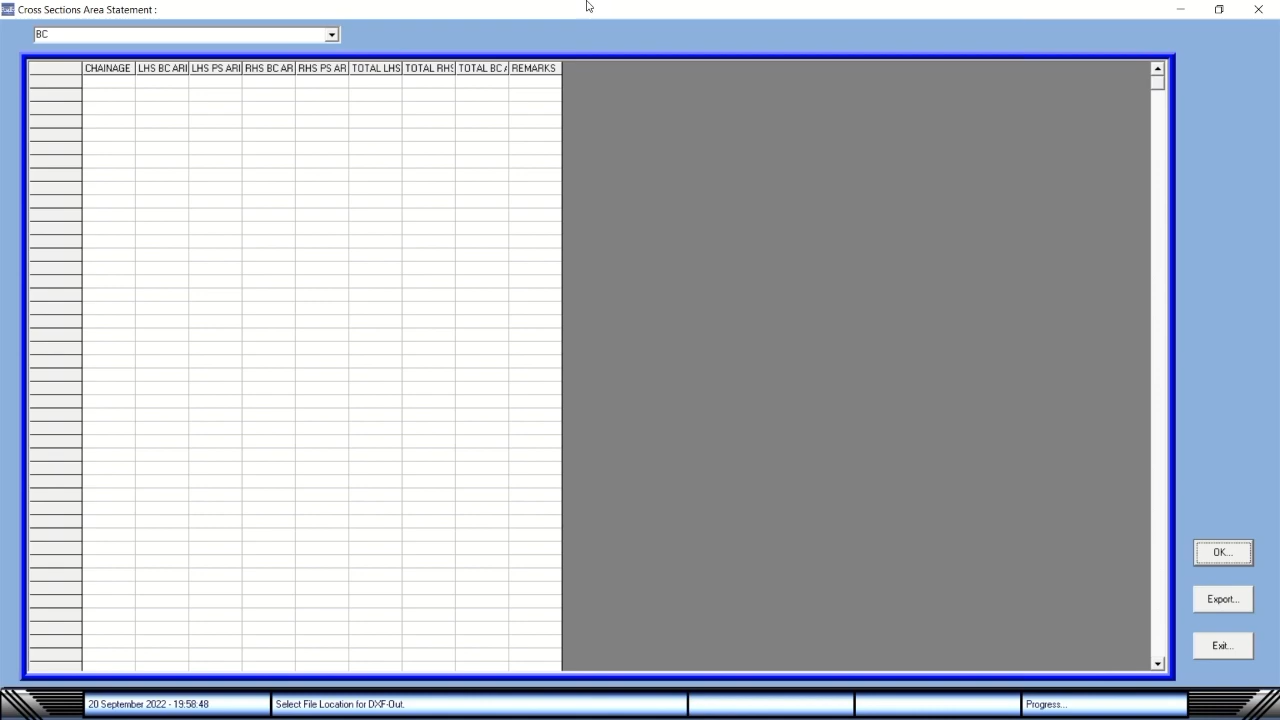 Cross Sections Area Statement :
BC
CHAINAGE LHS BC ARI LHS PS ARI RHS BC AR RHS PS AR TOTAL LHS TOTAL RHS TOTAL BC A REMARKS
OK...
Export...
Exit...
20 September 2022 - 19:58:48 Select File Location for DXF-Out. Progress...